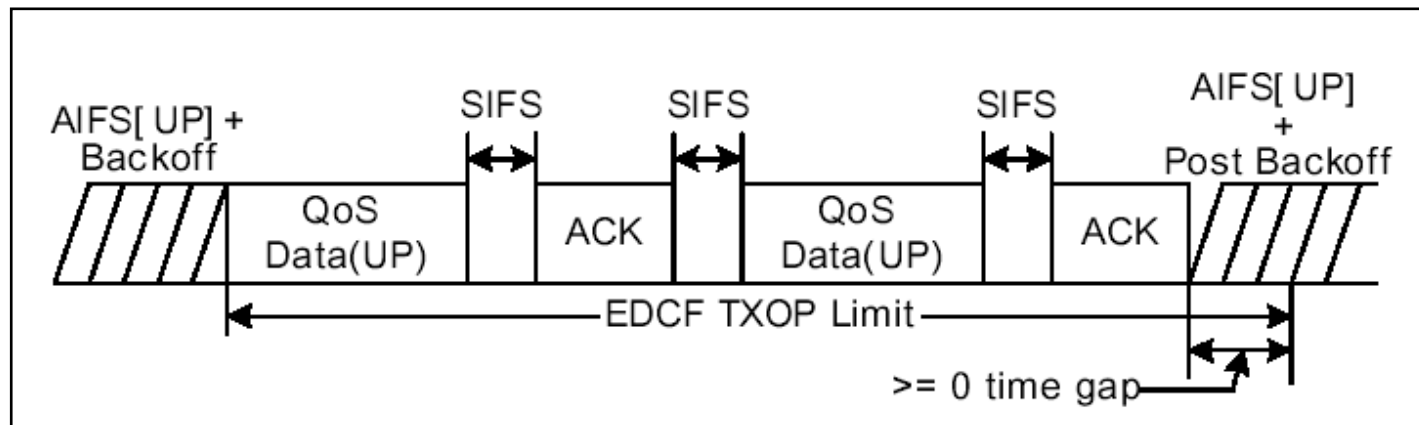 AIFS[ UP] +
Backoff
SIFS
SIFS
SIFS
AIFS[ UP]
+
Post Backoff
QoS
Data(UP)
ACK
QoS
Data(UP)
ACK
EDCF TXOP Limit
>= 0 time gap